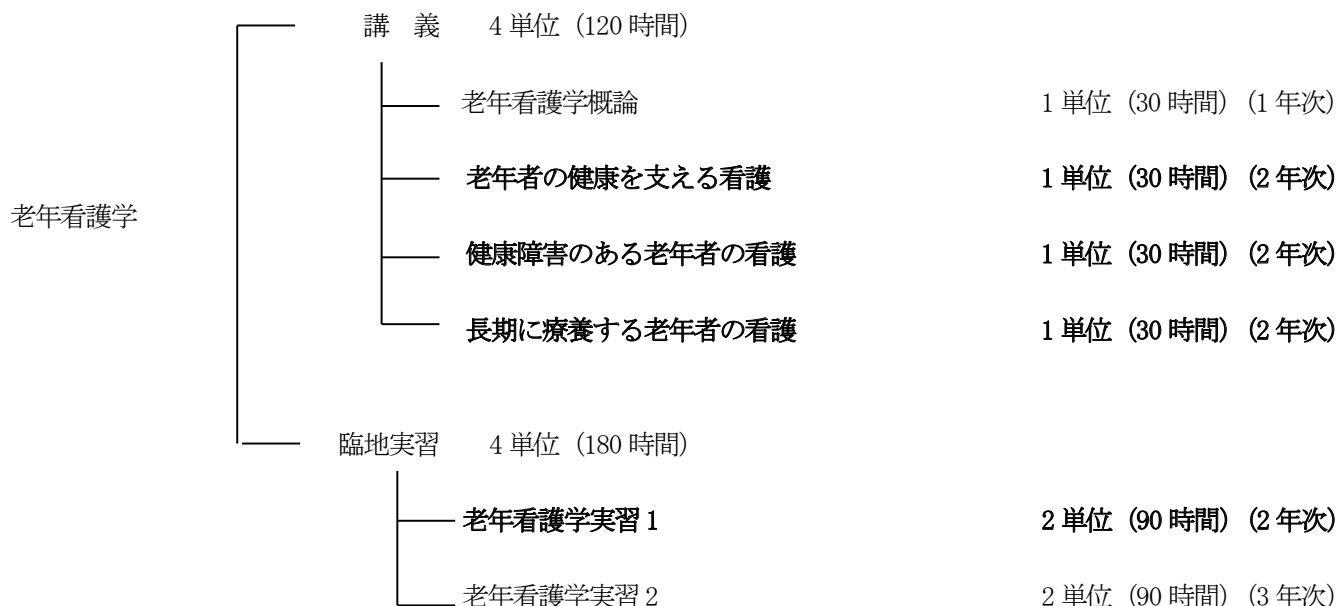 講 義 4 単位（120 時間）
老年看護学概論 1 単位（30 時間）（1 年次）
老年者の健康を支える看護 1 単位（30 時間）（2 年次）
老年看護学
健康障害のある老年者の看護 1 単位（30 時間）（2 年次）
長期に療養する老年者の看護 1 単位（30 時間）（2 年次）
臨地実習 4 単位（180 時間）
老年看護学実習 1 2 単位（90 時間）（2 年次）
老年看護学実習 2 2 単位（90 時間）（3 年次）